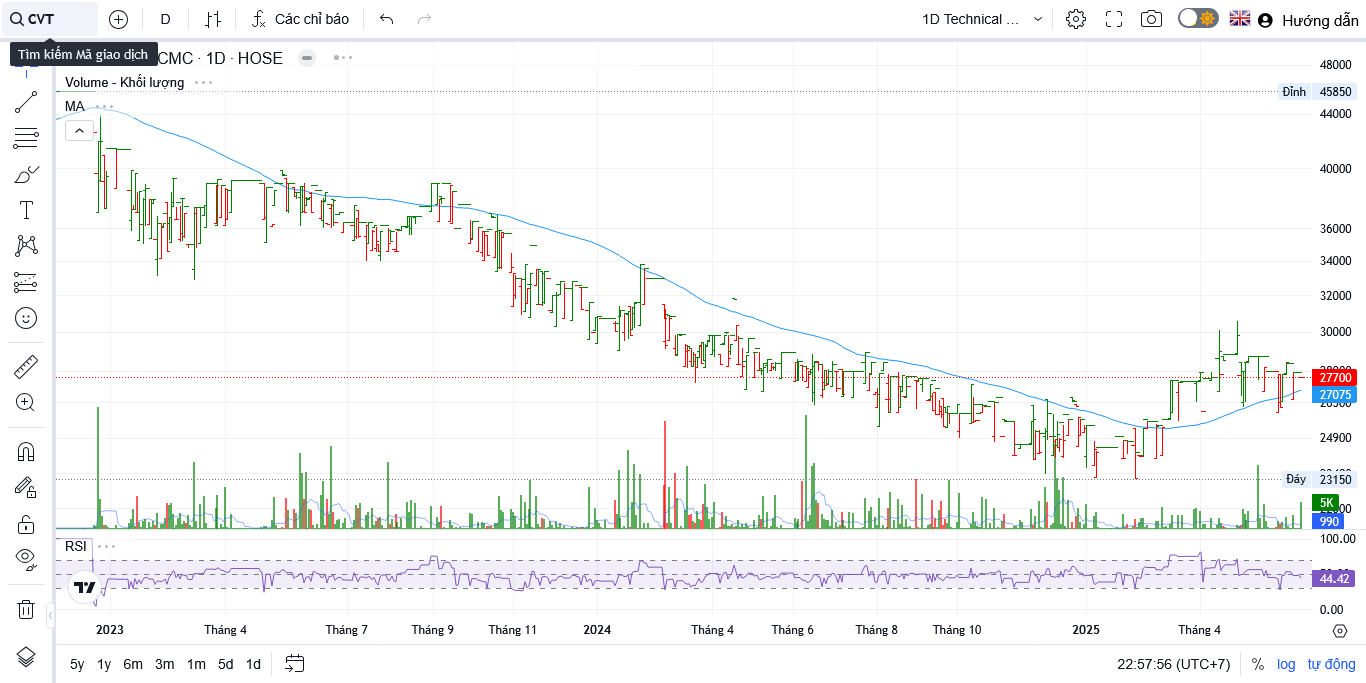 CVT
D
Các chỉ báo
1D Technical ...
Hướng dẫn
Tìm kiếm Mã giao dịch
CMC · 1D · HOSE
Volume - Khối lượng
MA
48000
Đỉnh 45850
44000
40000
36000
34000
32000
30000
27700
27075
24900
Đáy 23150
5K
990
RSI
100.00
44.42
0.00
2023 Tháng 4 Tháng 7 Tháng 9 Tháng 11 2024 Tháng 4 Tháng 6 Tháng 8 Tháng 10 2025 Tháng 4
5y 1y 6m 3m 1m 5d 1d
22:57:56 (UTC+7) % log tự động